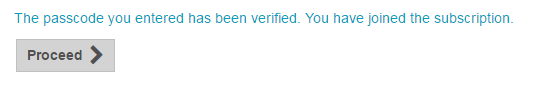 The passcode you entered has been verified. You have joined the subscription.
Proceed